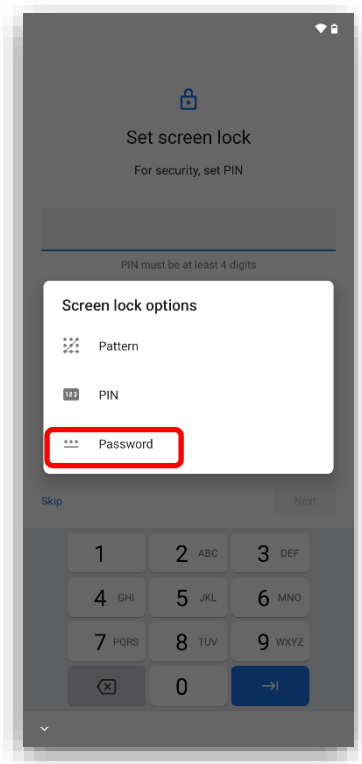 Set screen lock
For security, set PIN
PIN must be at least 4 digits
Screen lock options
Pattern
123 PIN
Password
Skip Next
1 2 ABC 3 DEF
4 GHI 5 JKL 6 MNO
7 PQRS 8 TUV 9 WXYZ
0